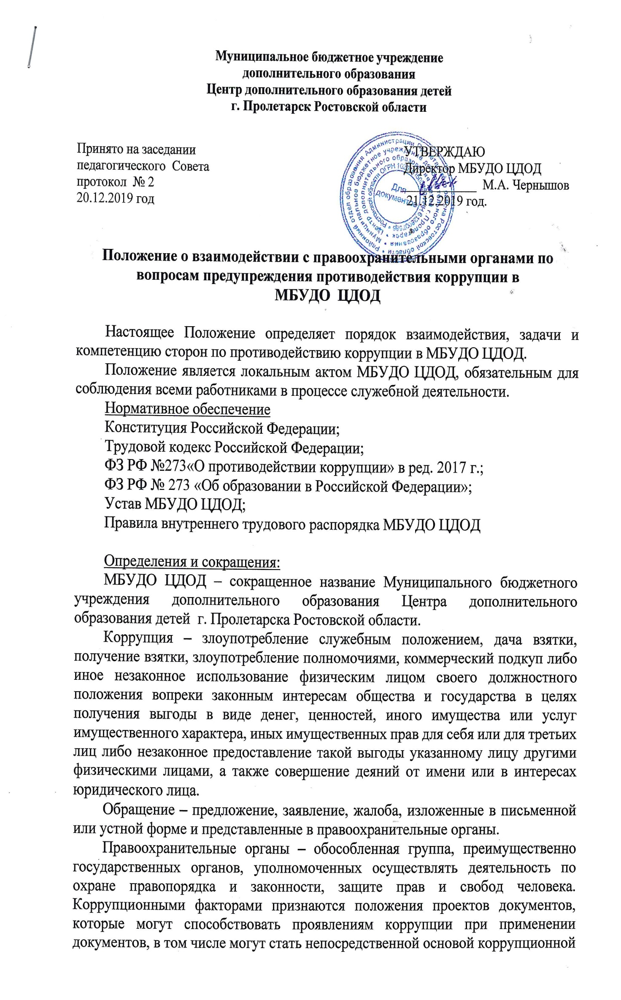 Муниципальное бюджетное учреждение
дополнительного образования
Центр дополнительного образования детей
г. Пролетарск Ростовской области
Принято на заседании
педагогического Совета
протокол № 2
20.12.2019 год
УТВЕРЖДАЮ
Директор МБУДО ЦДОД
М.А. Чернышов
21.12.2019 год.
Для
документов
Положение о взаимодействии с правоохранительными органами по
вопросам предупреждения противодействия коррупции в
МБУДО ЦДОД
Настоящее Положение определяет порядок взаимодействия, задачи и
компетенцию сторон по противодействию коррупции в МБУДО ЦДОД.
Положение является локальным актом МБУДО ЦДОД, обязательным для
соблюдения всеми работниками в процессе служебной деятельности.
Нормативное обеспечение
Конституция Российской Федерации;
Трудовой кодекс Российской Федерации;
ФЗ РФ №273«О противодействии коррупции» в ред. 2017 г.;
ФЗ РФ № 273 «Об образовании в Российской Федерации»;
Устав МБУДО ЦДОД;
Правила внутреннего трудового распорядка МБУДО ЦДОД
Определения и сокращения:
МБУДО ЦДОД – сокращенное название Муниципального бюджетного
учреждения дополнительного образования Центра дополнительного
образования детей г. Пролетарска Ростовской области.
Коррупция – злоупотребление служебным положением, дача взятки,
получение взятки, злоупотребление полномочиями, коммерческий подкуп либо
иное незаконное использование физическим лицом своего должностного
положения вопреки законным интересам общества и государства в целях
получения выгоды в виде денег, ценностей, иного имущества или услуг
имущественного характера, иных имущественных прав для себя или для третьих
лиц либо незаконное предоставление такой выгоды указанному лицу другими
физическими лицами, а также совершение деяний от имени или в интересах
юридического лица.
Обращение – предложение, заявление, жалоба, изложенные в письменной
или устной форме и представленные в правоохранительные органы.
Правоохранительные органы – обособленная группа, преимущественно
государственных органов, уполномоченных осуществлять деятельность по
охране правопорядка и законности, защите прав и свобод человека.
Коррупционными факторами признаются положения проектов документов,
которые могут способствовать проявлениям коррупции при применении
документов, в том числе могут стать непосредственной основой коррупционной